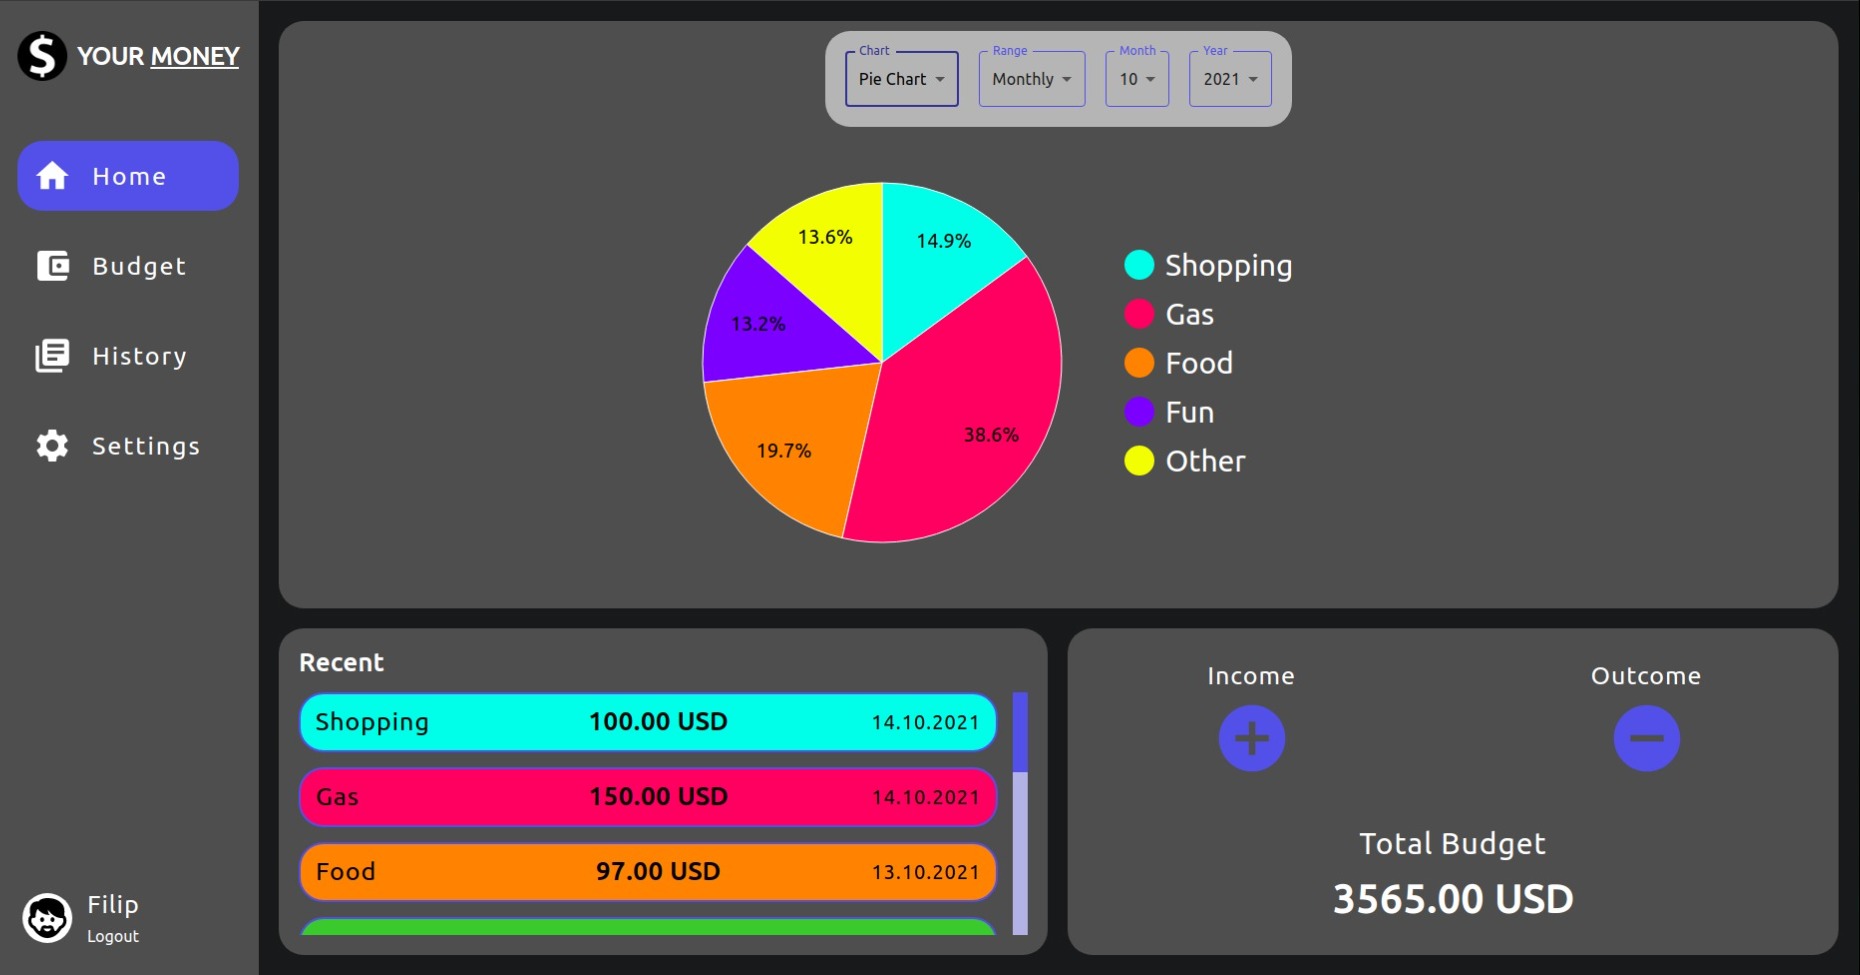 YOUR MONEY
Home
Budget
History
Settings
Filip
Logout
Chart
Pie Chart
Range
Monthly
Month
10
Year
2021
13.6%
14.9%
13.2%
38.6%
19.7%
Shopping
Gas
Food
Fun
Other
Recent
Shopping 100.00 USD 14.10.2021
Gas 150.00 USD 14.10.2021
Food 97.00 USD 13.10.2021
Income
Outcome
Total Budget
3565.00 USD